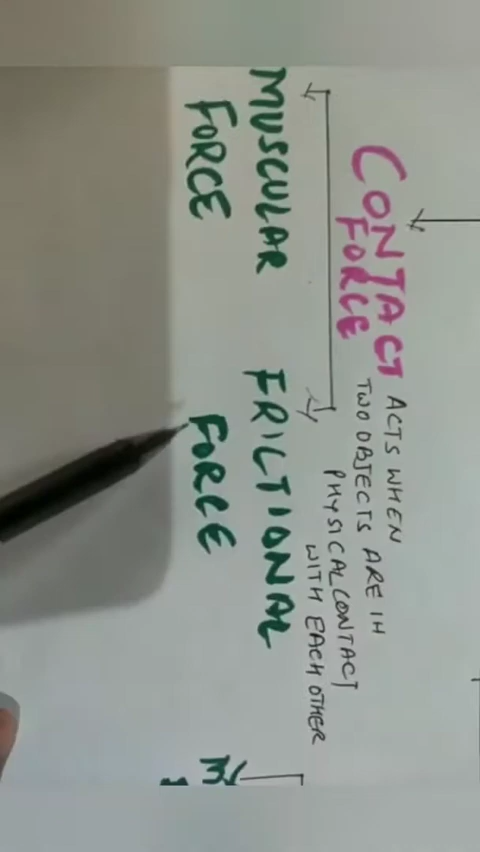 CONTACT
FORCE
ACTS WHEN
TWO OBJECTS ARE IN
PHYSICAL CONTACT
WITH EACH OTHER
MUSCULAR
FORCE
FRICTIONAL
FORCE